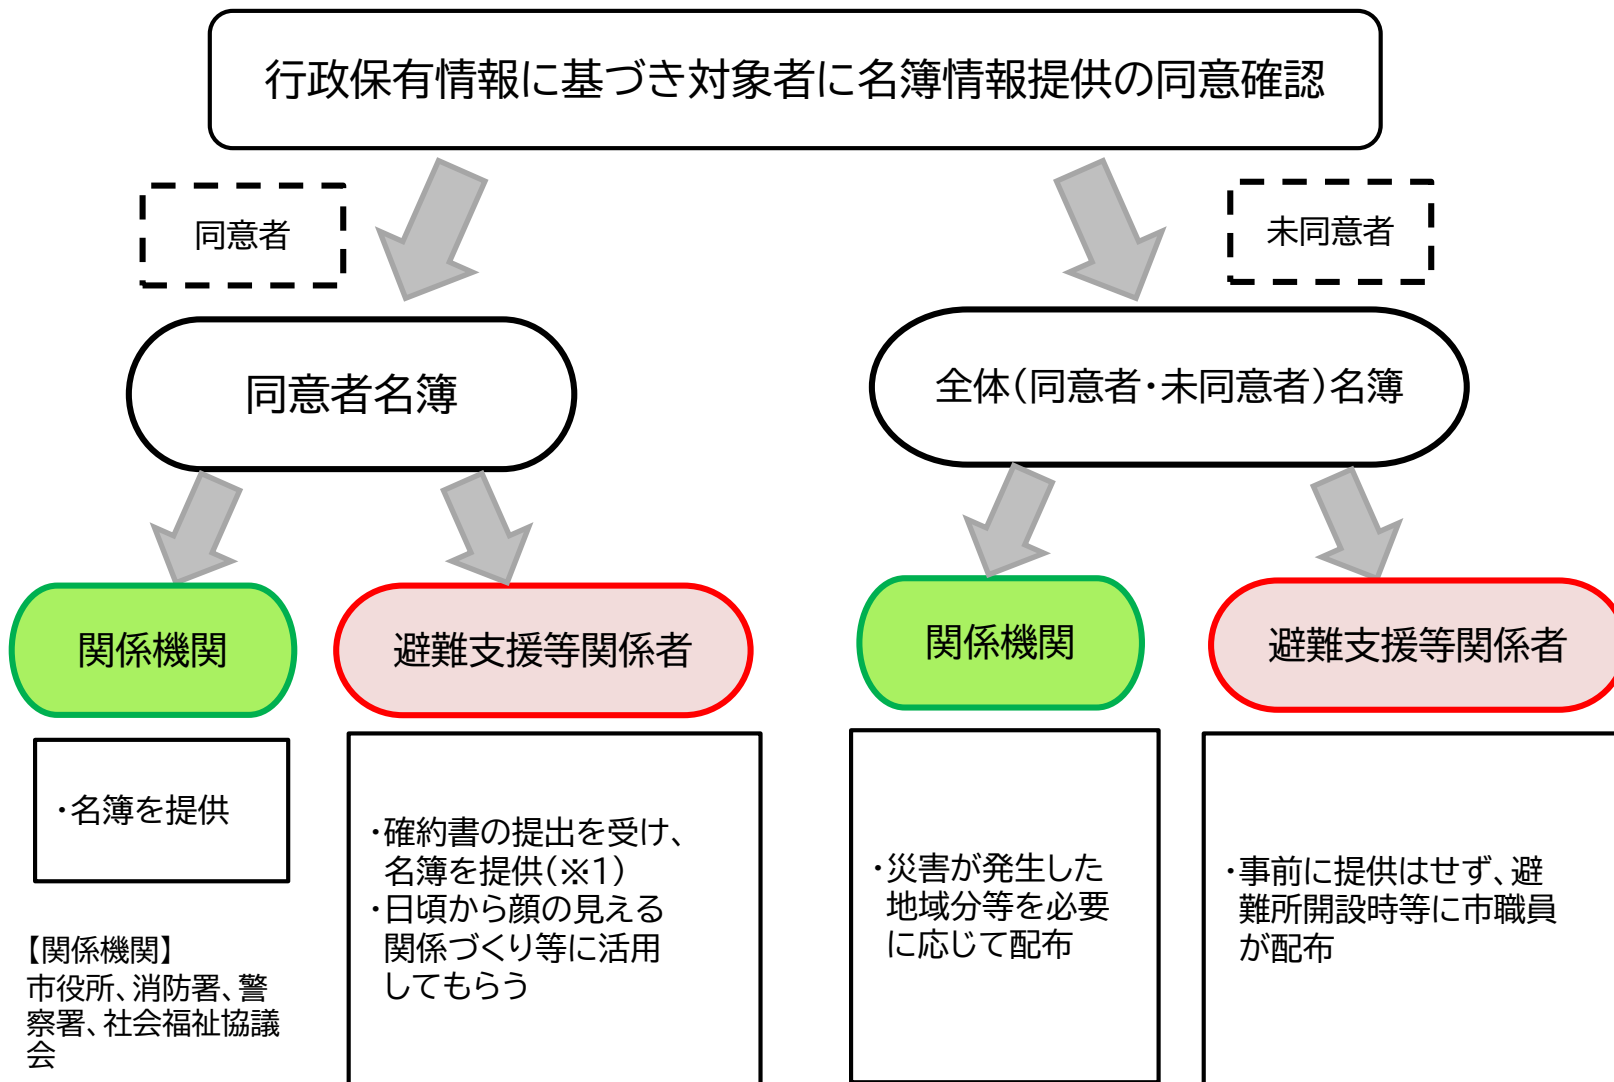 行政保有情報に基づき対象者に名簿情報提供の同意確認
同意者
未同意者
同意者名簿
全体(同意者・未同意者)名簿
関係機関
避難支援等関係者
関係機関
避難支援等関係者
・名簿を提供
【関係機関】
市役所、消防署、警
察署、社会福祉協議
会
・確約書の提出を受け、
名簿を提供(※1)
・日頃から顔の見える
関係づくり等に活用
してもらう
・災害が発生した
地域分等を必要
に応じて配布
・事前に提供はせず、避
難所開設時等に市職員
が配布